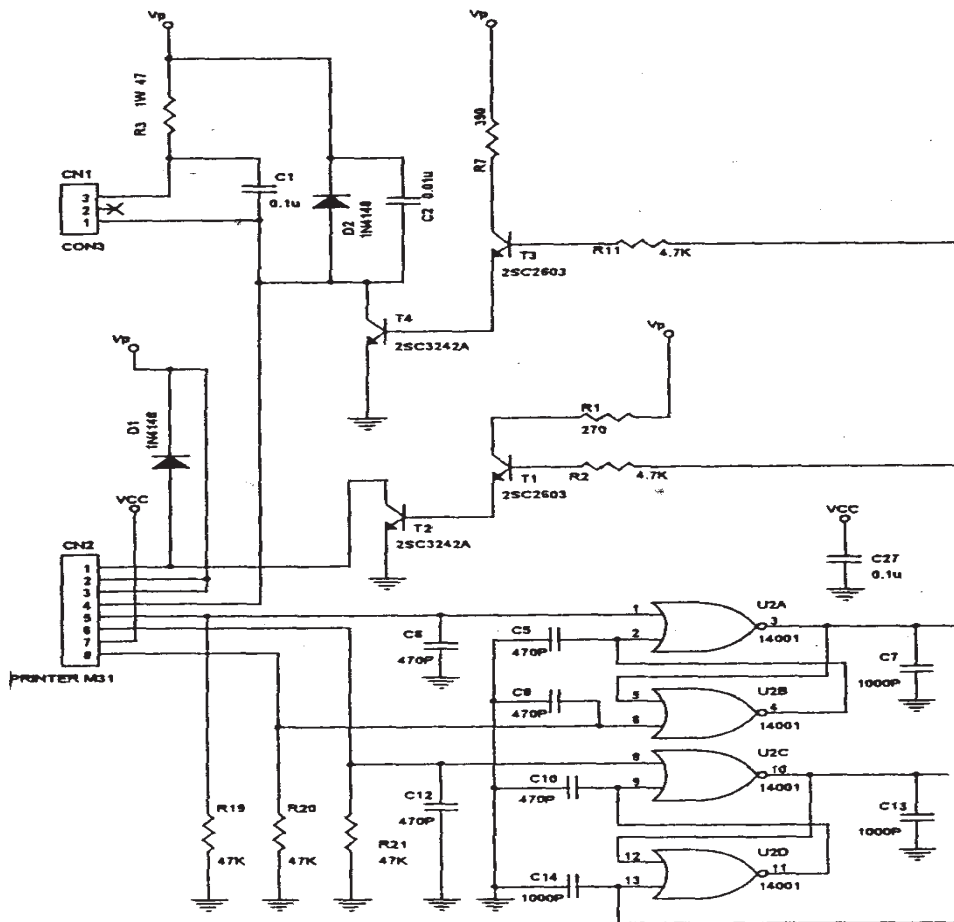 Vp
Vp
R3 1W 47
390
R7
CN1
3
2
1
CON3
C1
0.1u
D2
1N4148
C2 0.01u
T3
2SC2603
R11
4.7K
T4
2SC3242A
Vp
Vp
D1
1N4148
R1
270
T1
2SC2603
R2
4.7K
VCC
T2
2SC3242A
VCC
C27
0.1u
CN2
1
2
3
4
5
6
7
8
PRINTER M31
C5
470P
1
2
U2A
3
14001
C7
1000P
470P
470P
5
6
U2B
4
14001
8
9
U2C
10
14001
C10
470P
C12
470P
C13
1000P
R19
47K
R20
47K
R21
47K
12
13
U2D
11
14001
C14
1000P